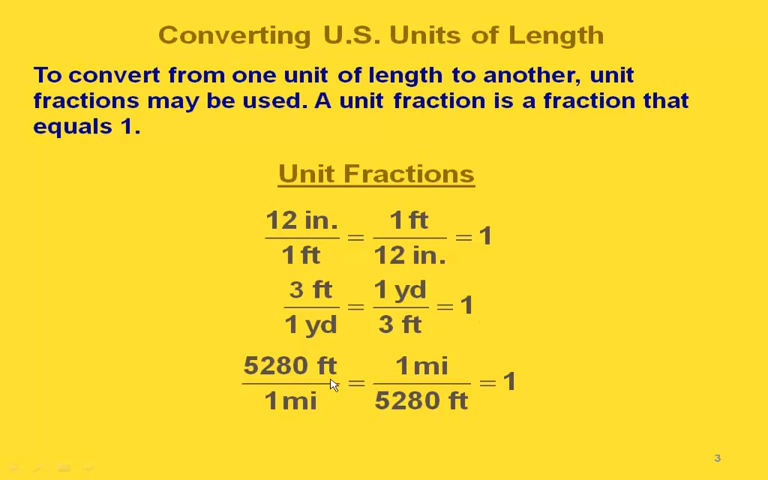 Converting U.S. Units of Length
To convert from one unit of length to another, unit
fractions may be used. A unit fraction is a fraction that
equals 1.
Unit Fractions
12 in. / 1 ft = 1 ft / 12 in. = 1
3 ft / 1 yd = 1 yd / 3 ft = 1
5280 ft / 1 mi = 1 mi / 5280 ft = 1
3